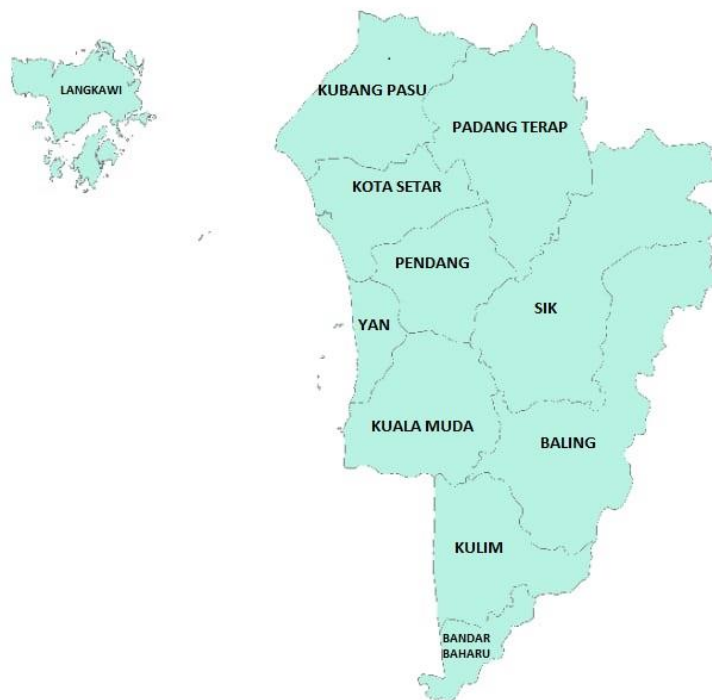 LANGKAWI
KUBANG PASU
PADANG TERAP
KOTA SETAR
PENDANG
SIK
YAN
KUALA MUDA
BALING
KULIM
BANDAR
BAHARU